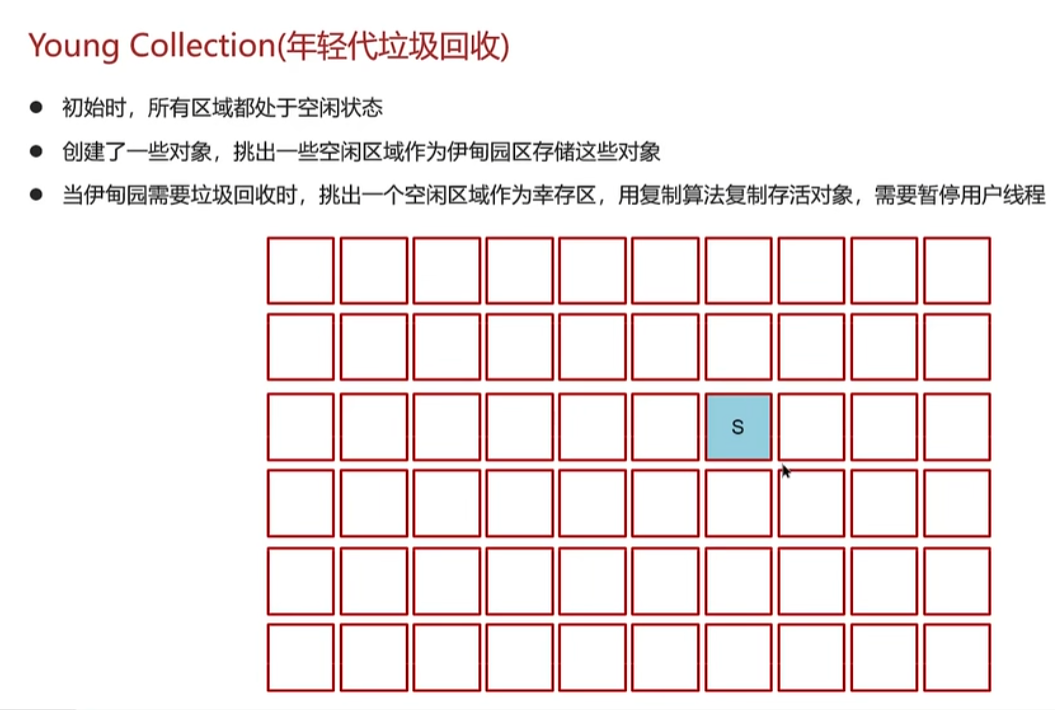 Young Collection(年轻代垃圾回收)
● 初始时，所有区域都处于空闲状态
● 创建了一些对象，挑出一些空闲区域作为伊甸园区存储这些对象
● 当伊甸园需要垃圾回收时，挑出一个空闲区域作为幸存区，用复制算法复制存活对象，需要暂停用户线程
S